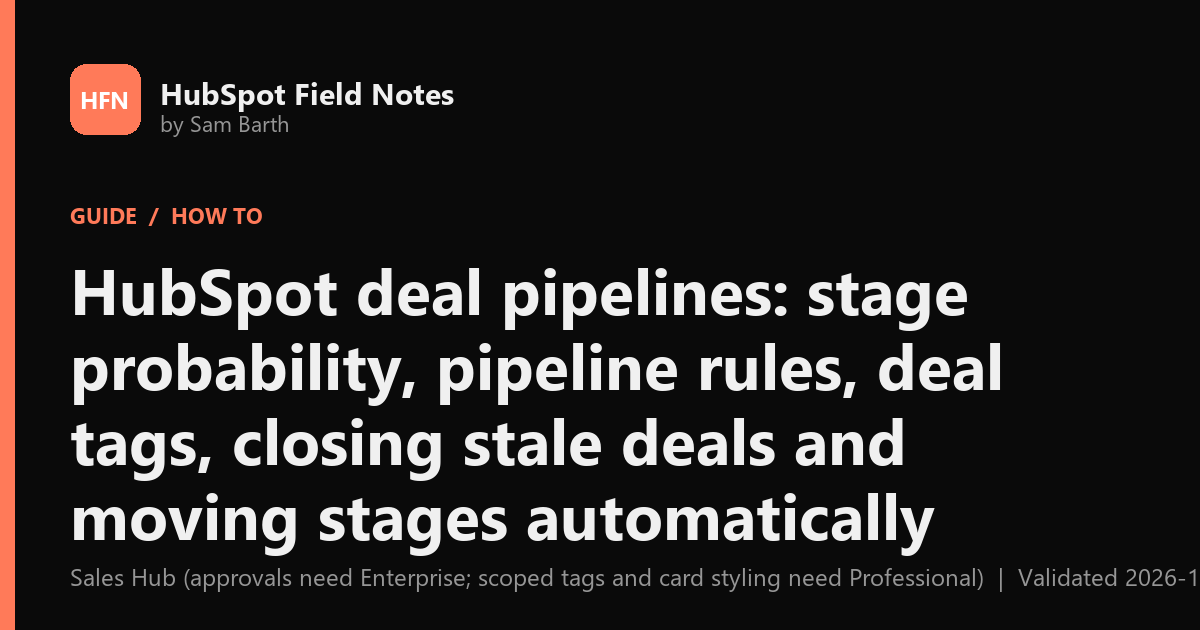 HFN
HubSpot Field Notes
by Sam Barth
GUIDE / HOW TO
HubSpot deal pipelines: stage
probability, pipeline rules, deal
tags, closing stale deals and
moving stages automatically
Sales Hub (approvals need Enterprise; scoped tags and card styling need Professional) | Validated 2026-1